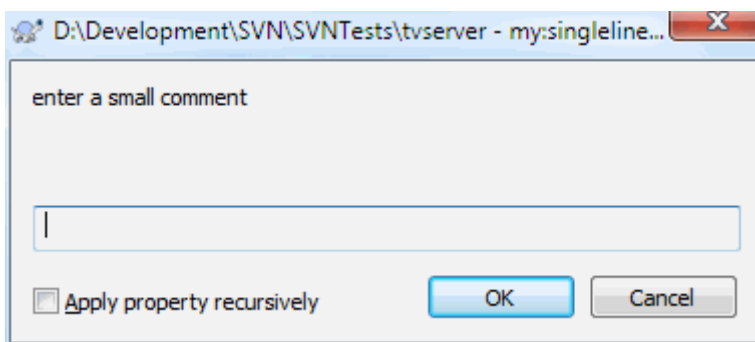 D:\Development\SVN\SVNTests\tvserver - my:singleline...
enter a small comment
Apply property recursively
OK
Cancel